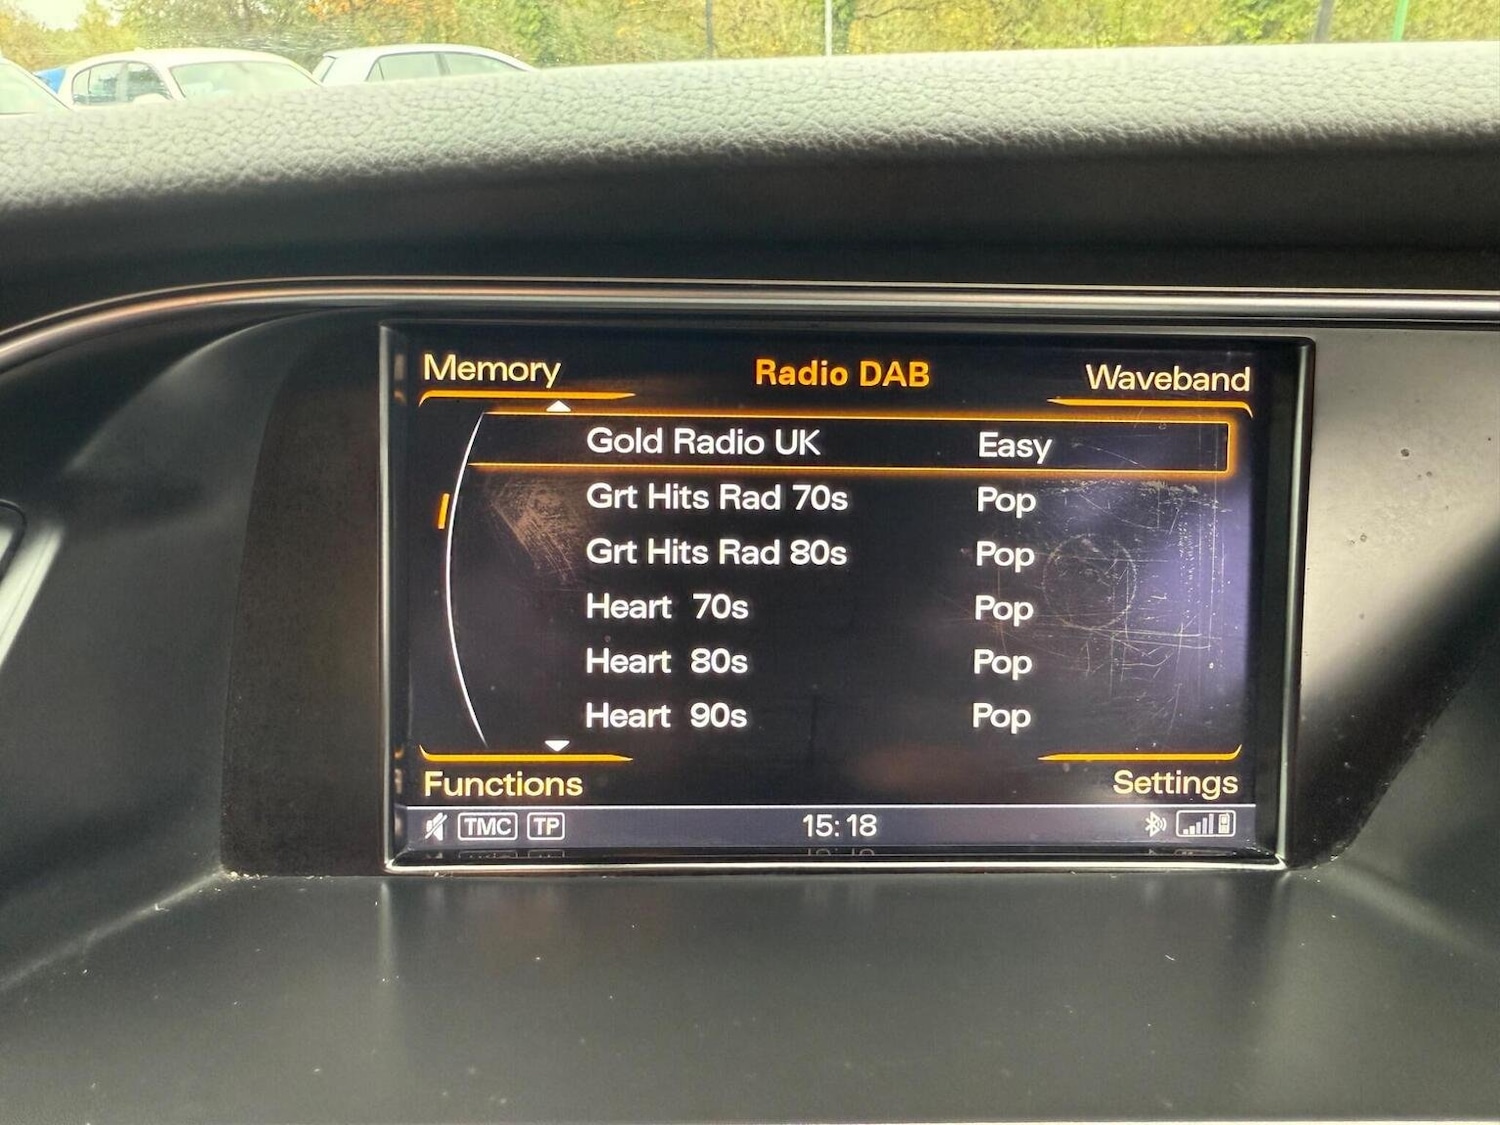 Memory Radio DAB Waveband
Gold Radio UK Easy
Grt Hits Rad 70s Pop
Grt Hits Rad 80s Pop
Heart 70s Pop
Heart 80s Pop
Heart 90s Pop
Functions Settings
TMC TP 15:18